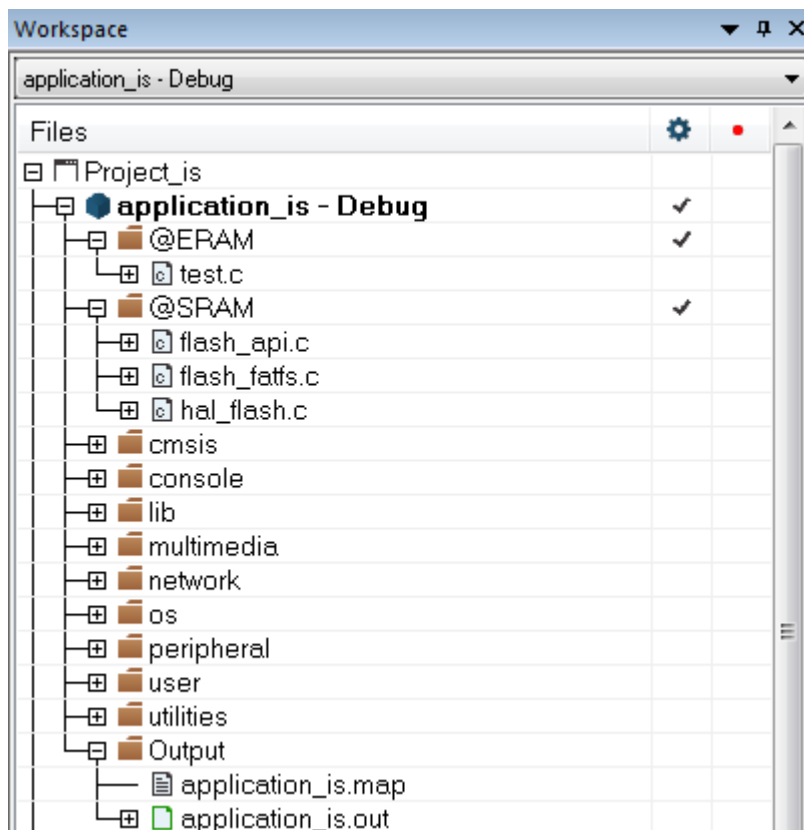 Workspace
application_is - Debug
Files
Project_is
application_is - Debug
@ERAM
test.c
@SRAM
flash_api.c
flash_fatfs.c
hal_flash.c
cmsis
console
lib
multimedia
network
os
peripheral
user
utilities
Output
application_is.map
application_is.out